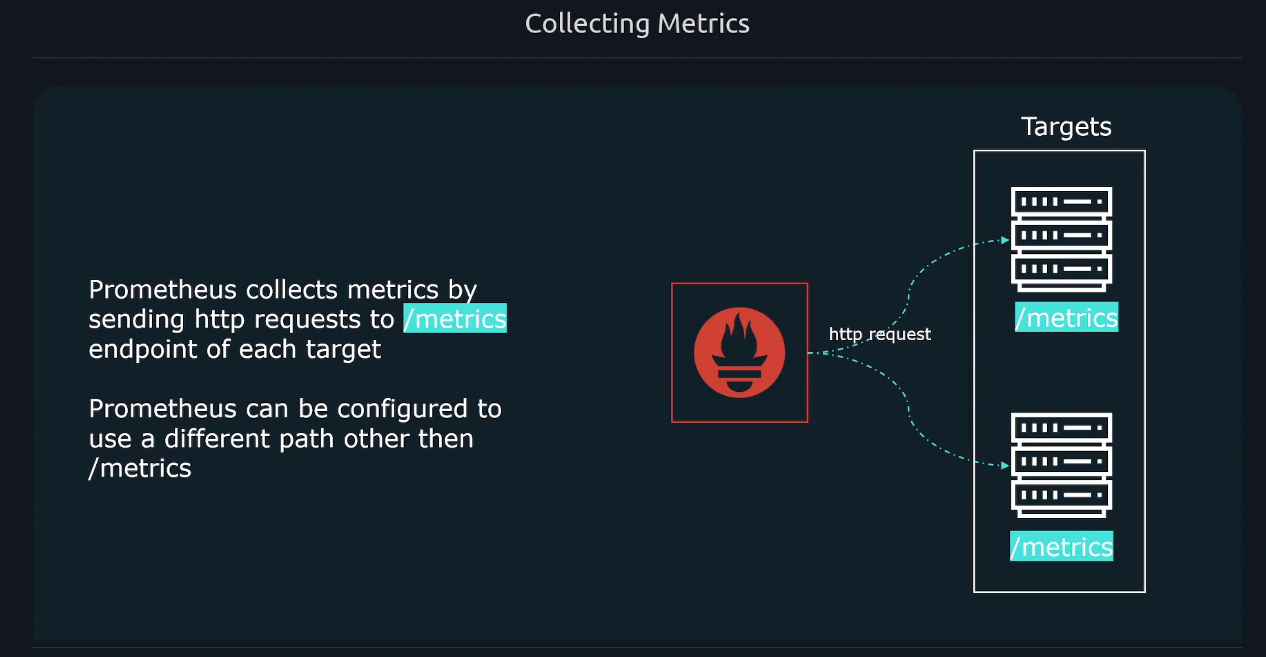 Collecting Metrics
Targets
Prometheus collects metrics by
sending http requests to /metrics
endpoint of each target
Prometheus can be configured to
use a different path other then
/metrics
http request
/metrics
/metrics